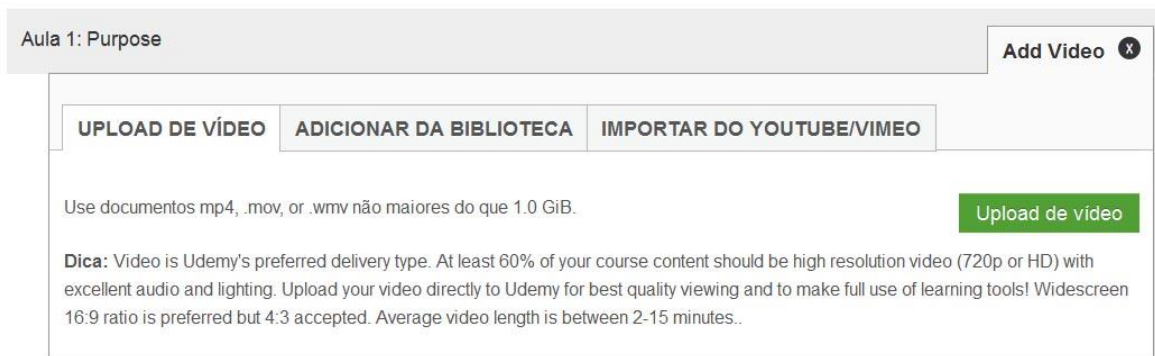 Aula 1: Purpose
Add Video X
UPLOAD DE VÍDEO ADICIONAR DA BIBLIOTECA IMPORTAR DO YOUTUBE/VIMEO
Use documentos mp4, .mov, or .wmv não maiores do que 1.0 GiB.
Upload de vídeo
Dica: Video is Udemy's preferred delivery type. At least 60% of your course content should be high resolution video (720p or HD) with
excellent audio and lighting. Upload your video directly to Udemy for best quality viewing and to make full use of learning tools! Widescreen
16:9 ratio is preferred but 4:3 accepted. Average video length is between 2-15 minutes..